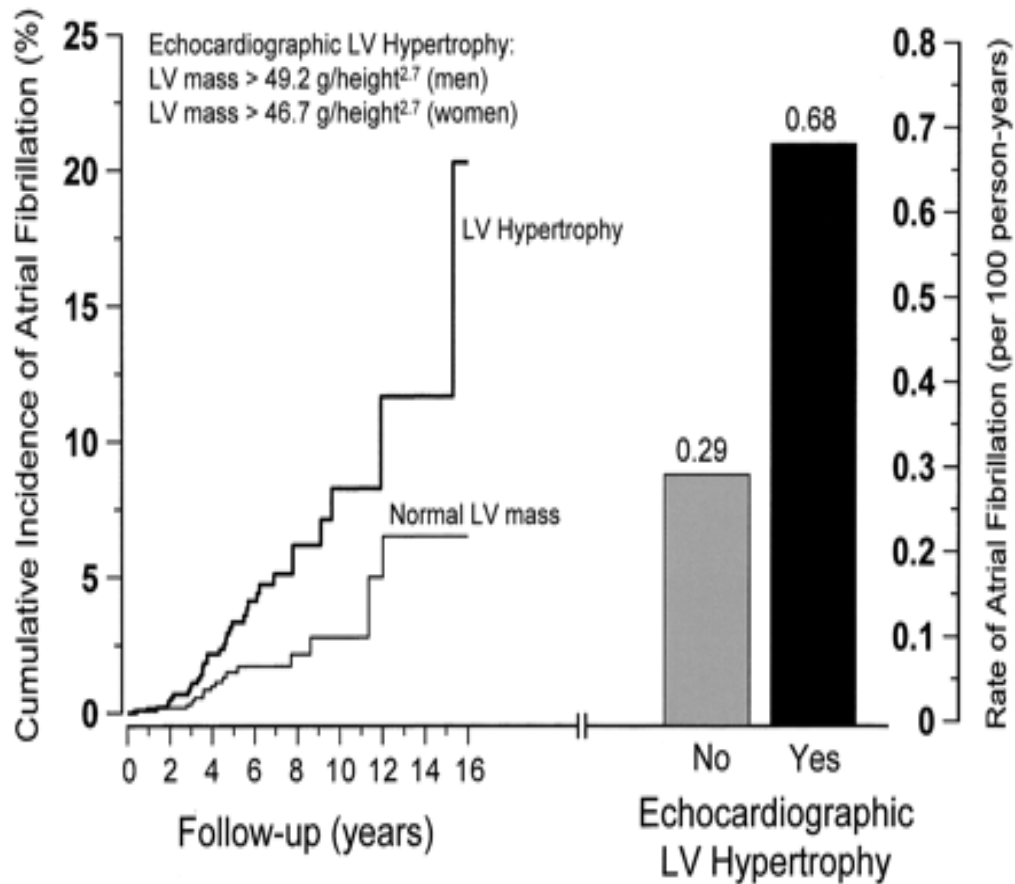 Cumulative Incidence of Atrial Fibrillation (%)
25
20
15
10
5
0
Echocardiographic LV Hypertrophy:
LV mass > 49.2 g/height2.7 (men)
LV mass > 46.7 g/height2.7 (women)
LV Hypertrophy
Normal LV mass
0 2 4 6 8 10 12 14 16
Follow-up (years)
0.29
0.68
No Yes
Echocardiographic
LV Hypertrophy
0.8
0.7
0.6
0.5
0.4
0.3
0.2
0.1
0
Rate of Atrial Fibrillation (per 100 person-years)